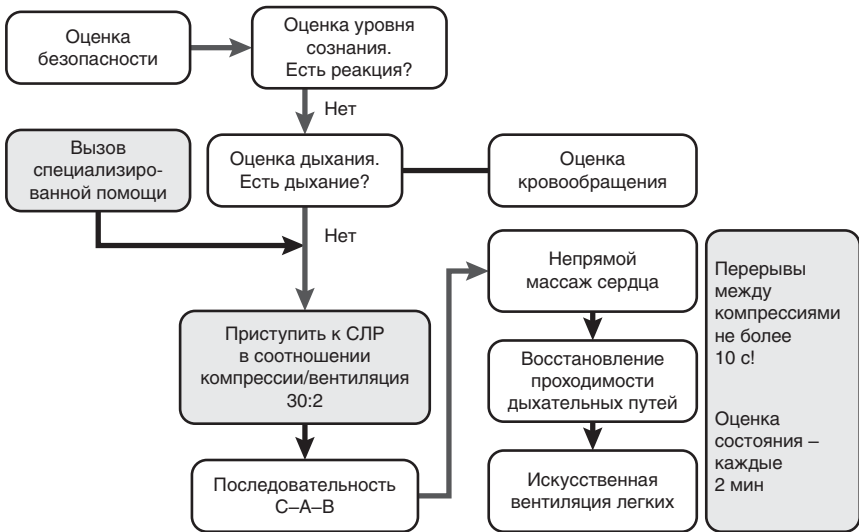 Оценка
безопасности
Оценка уровня
сознания.
Есть реакция?
Нет
Вызов
специализиро-
ванной помощи
Оценка дыхания.
Есть дыхание?
Оценка
кровообращения
Нет
Приступить к СЛР
в соотношении
компрессии/вентиляция
30:2
Последовательность
С–А–В
Непрямой
массаж сердца
Восстановление
проходимости
дыхательных путей
Искусственная
вентиляция легких
Перерывы
между
компрессиями
не более
10 с!
Оценка
состояния –
каждые
2 мин